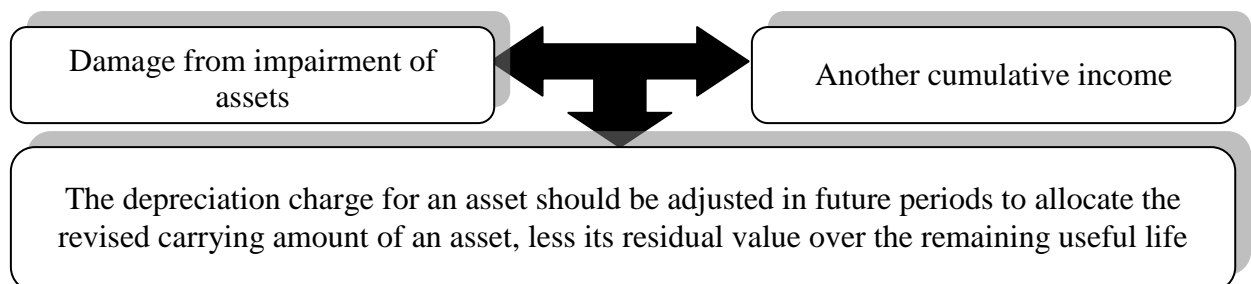 Damage from impairment of
assets
Another cumulative income
The depreciation charge for an asset should be adjusted in future periods to allocate the
revised carrying amount of an asset, less its residual value over the remaining useful life